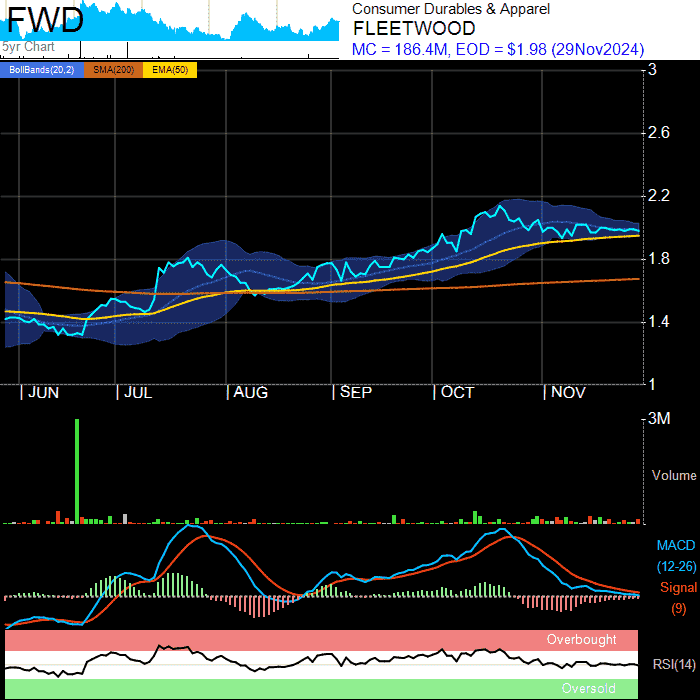 FWD
5yr Chart
Consumer Durables & Apparel
FLEETWOOD
MC = 186.4M, EOD = $1.98 (29Nov2024)
BollBands(20,2) SMA(200) EMA(50)
3
2.6
2.2
1.8
1.4
1
JUN JUL AUG SEP OCT NOV
3M
Volume
MACD
(12-26)
Signal
(9)
Overbought
RSI(14)
Oversold